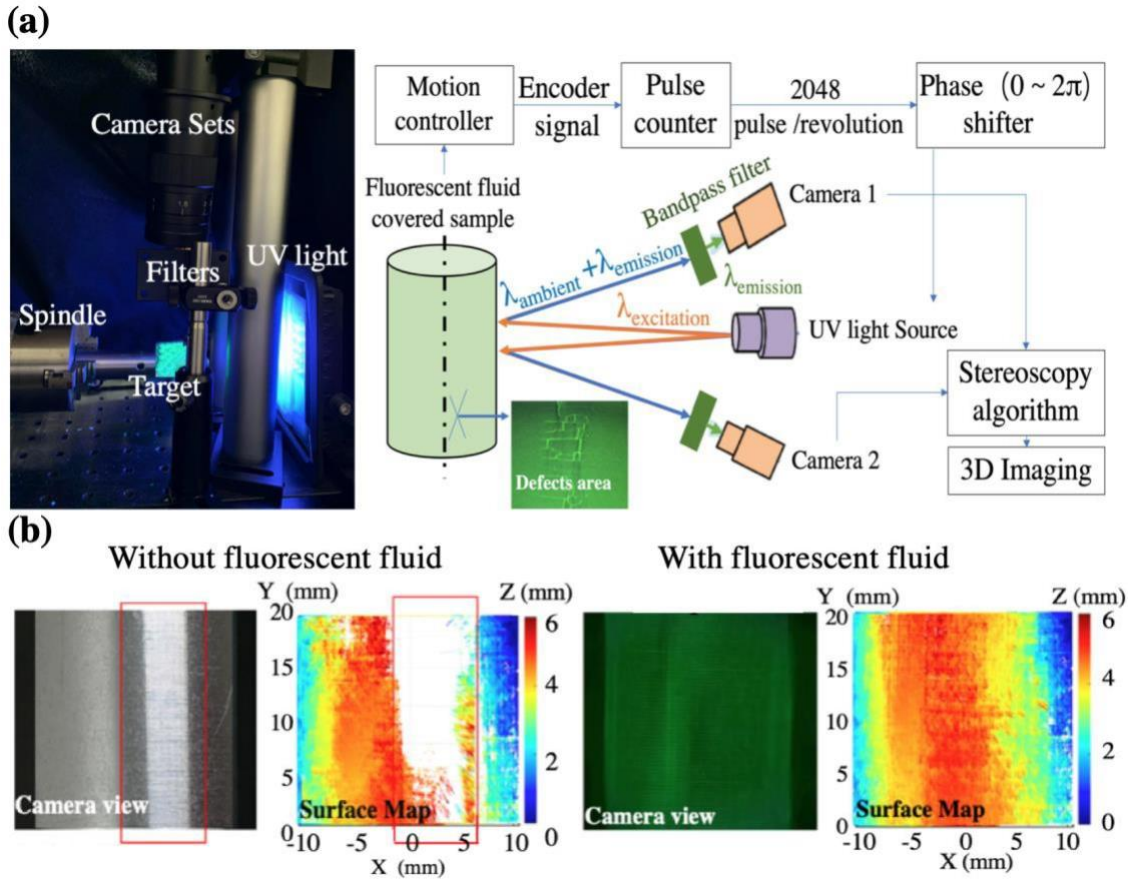 (a)
Camera Sets
UV light
Filters
Spindle
Target
Motion
controller
Encoder
signal
Pulse
counter
2048
pulse /revolution
Phase (0 ~ 2π)
shifter
Fluorescent fluid
covered sample
Bandpass filter
Camera 1
λambient+λemission
λemission
λexcitation
UV light Source
Stereoscopy
algorithm
Camera 2
3D Imaging
Defects area
(b)
Without fluorescent fluid
With fluorescent fluid
Camera view
Y (mm)
Z (mm)
20
15
10
5
0
-10
-5
0
5
10
X (mm)
6
4
2
0
Surface Map
Camera view
Y (mm)
Z (mm)
20
15
10
5
0
-10
-5
0
5
10
X (mm)
6
4
2
0
Surface Map